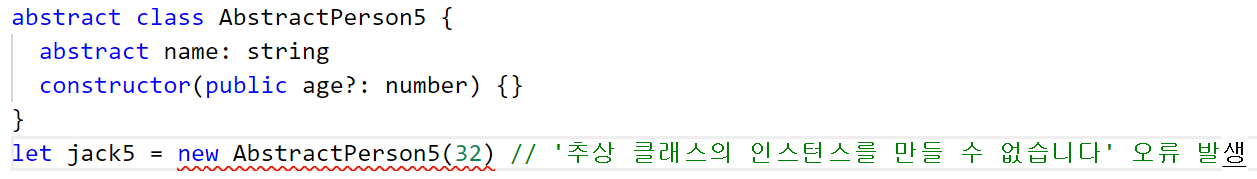 abstract class AbstractPerson5 {
  abstract name: string
  constructor(public age?: number) {}
}
let jack5 = new AbstractPerson5(32) // '추상 클래스의 인스턴스를 만들 수 없습니다' 오류 발생